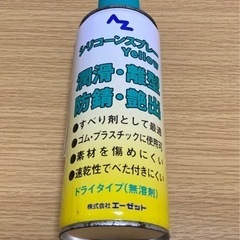 AZ
シリコーンスプレー
Yellow
潤滑・離型
防錆・艶出
●すべり剤として最適
●ゴム・プラスチックに使用可
●素材を傷めにくい
●速乾性でべた付きにくい
ドライタイプ(無溶剤)
株式会社エーゼット